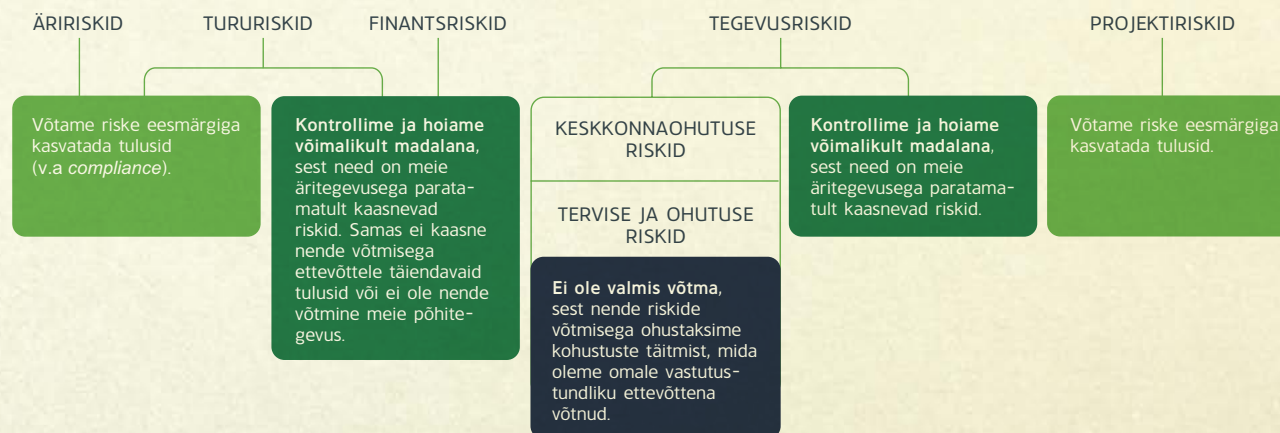 ÄRIRISKID
TURURISKID
FINANTSRISKID
TEGEVUSRISKID
PROJEKTIRISKID
Võtame riske eesmärgiga
kasvatada tulusid
(v.a compliance).
Kontrollime ja hoiame
võimalikult madalana,
sest need on meie
äritegevusega parata-
matult kaasnevad
riskid. Samas ei kaasne
nende võtmisega
ettevõttele täiendavaid
tulusid või ei ole nende
võtmine meie põhite-
gevus.
KESKKONNAOHUTUSE
RISKID
TERVISE JA OHUTUSE
RISKID
Ei ole valmis võtma,
sest nende riskide
võtmisega ohustaksime
kohustuste täitmist, mida
oleme omale vastutus-
tundliku ettevõttena
võtnud.
Kontrollime ja hoiame
võimalikult madalana,
sest need on meie
äritegevusega paratama-
tult kaasnevad riskid.
Võtame riske eesmärgiga
kasvatada tulusid.